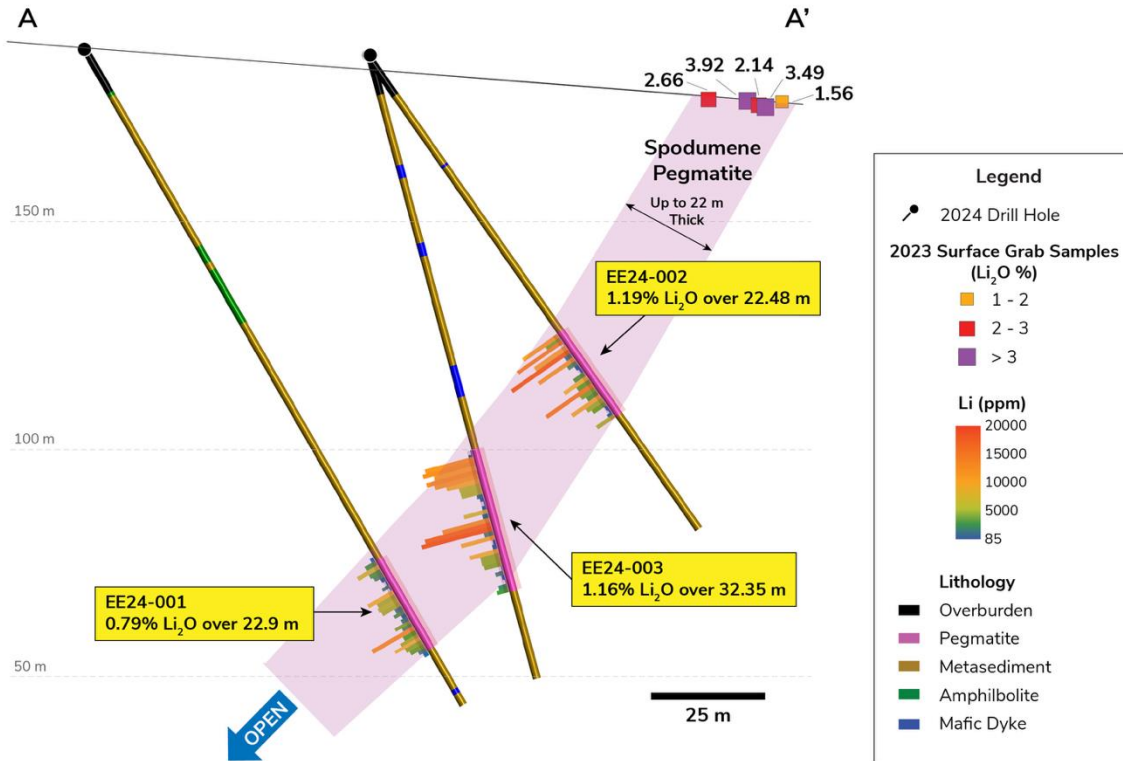 A
A'
2.66
3.92
2.14
3.49
1.56
Spodumene
Pegmatite
Up to 22 m
Thick
150 m
EE24-002
1.19% Li₂O over 22.48 m
100 m
EE24-003
1.16% Li₂O over 32.35 m
EE24-001
0.79% Li₂O over 22.9 m
50 m
OPEN
25 m
Legend
2024 Drill Hole
2023 Surface Grab Samples
(Li₂O %)
1 - 2
2 - 3
> 3
Li (ppm)
20000
15000
10000
5000
85
Lithology
Overburden
Pegmatite
Metasediment
Amphilbolite
Mafic Dyke